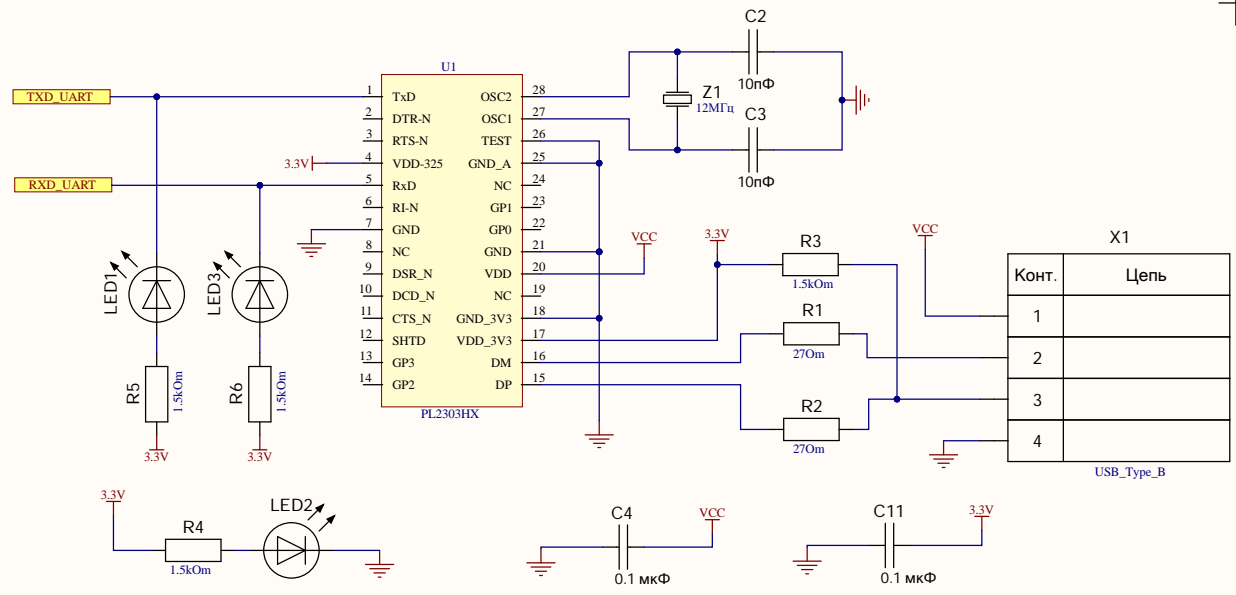 C2
10пФ
Z1
12МГц
C3
10пФ
U1
TXD_UART
RXD_UART
3.3V
1 TxD
2 DTR-N
3 RTS-N
4 VDD-325
5 RxD
6 RI-N
7 GND
8 NC
9 DSR_N
10 DCD_N
11 CTS_N
12 SHTD
13 GP3
14 GP2
OSC2 28
OSC1 27
TEST 26
GND_A 25
NC 24
GP1 23
GP0 22
GND 21
VDD 20
NC 19
GND_3V3 18
VDD_3V3 17
DM 16
DP 15
PL2303HX
LED1
LED3
R5
1.5kOm
R6
1.5kOm
3.3V
3.3V
VCC
3.3V
R3
1.5kOm
R1
27Om
R2
27Om
VCC
X1
Конт. Цепь
1
2
3
4
USB_Type_B
3.3V
R4
1.5kOm
LED2
C4
0.1 мкФ
VCC
C11
0.1 мкФ
3.3V